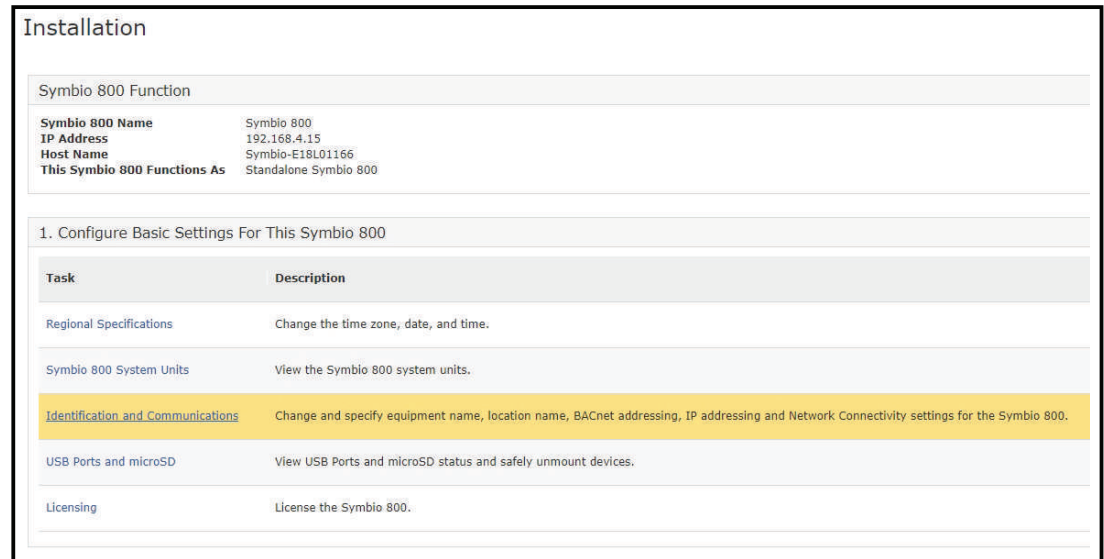 Installation
Symbio 800 Function
Symbio 800 Name Symbio 800
IP Address 192.168.4.15
Host Name Symbio-E18L01166
This Symbio 800 Functions As Standalone Symbio 800
1. Configure Basic Settings For This Symbio 800
Task Description
Regional Specifications Change the time zone, date, and time.
Symbio 800 System Units View the Symbio 800 system units.
Identification and Communications Change and specify equipment name, location name, BACnet addressing, IP addressing and Network Connectivity settings for the Symbio 800.
USB Ports and microSD View USB Ports and microSD status and safely unmount devices.
Licensing License the Symbio 800.